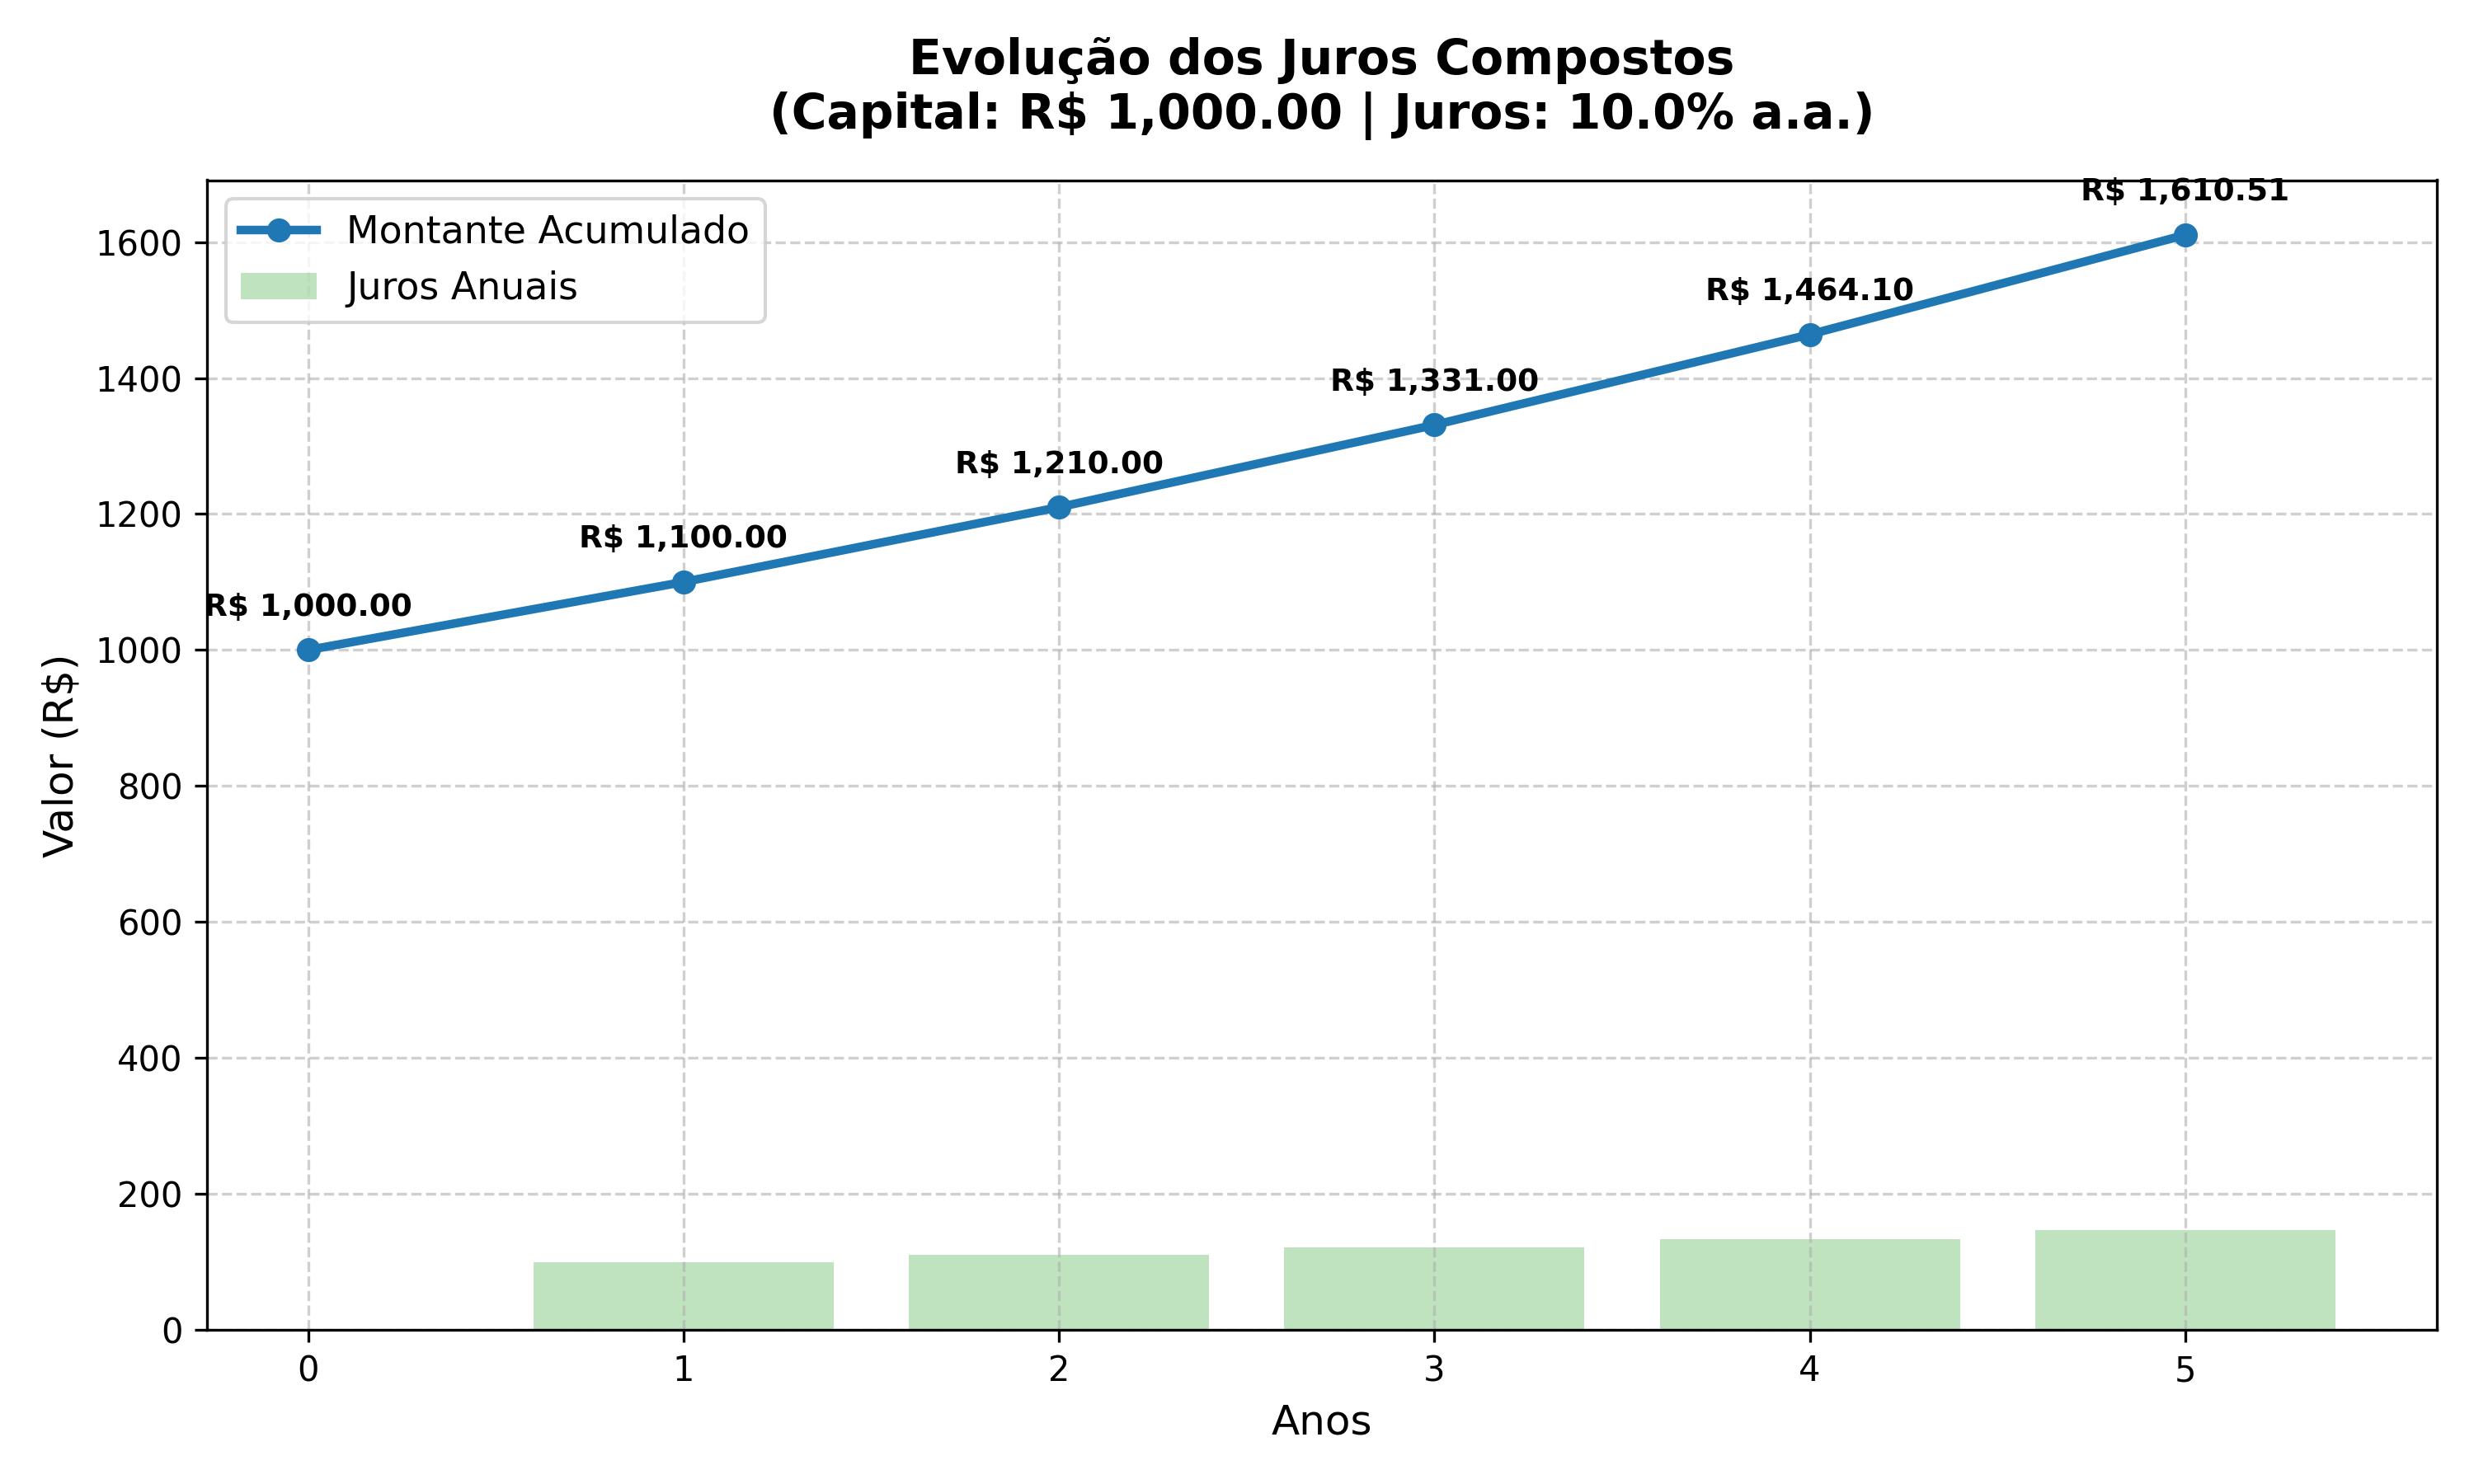 Evolução dos Juros Compostos
(Capital: R$ 1,000.00 | Juros: 10.0% a.a.)
Montante Acumulado
Juros Anuais
R$ 1,610.51
R$ 1,464.10
R$ 1,331.00
R$ 1,210.00
R$ 1,100.00
R$ 1,000.00
Valor (R$)
1600
1400
1200
1000
800
600
400
200
0
0 1 2 3 4 5
Anos